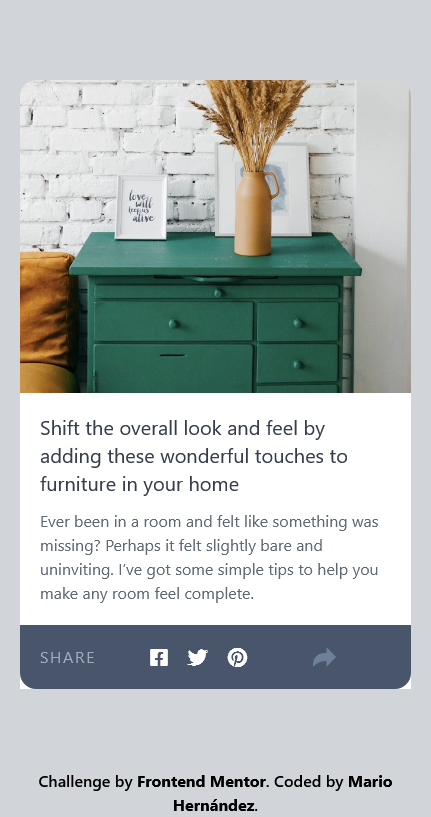 love
will
keep us
alive
Shift the overall look and feel by
adding these wonderful touches to
furniture in your home
Ever been in a room and felt like something was
missing? Perhaps it felt slightly bare and
uninviting. I’ve got some simple tips to help you
make any room feel complete.
SHARE
Challenge by Frontend Mentor. Coded by Mario
Hernández.